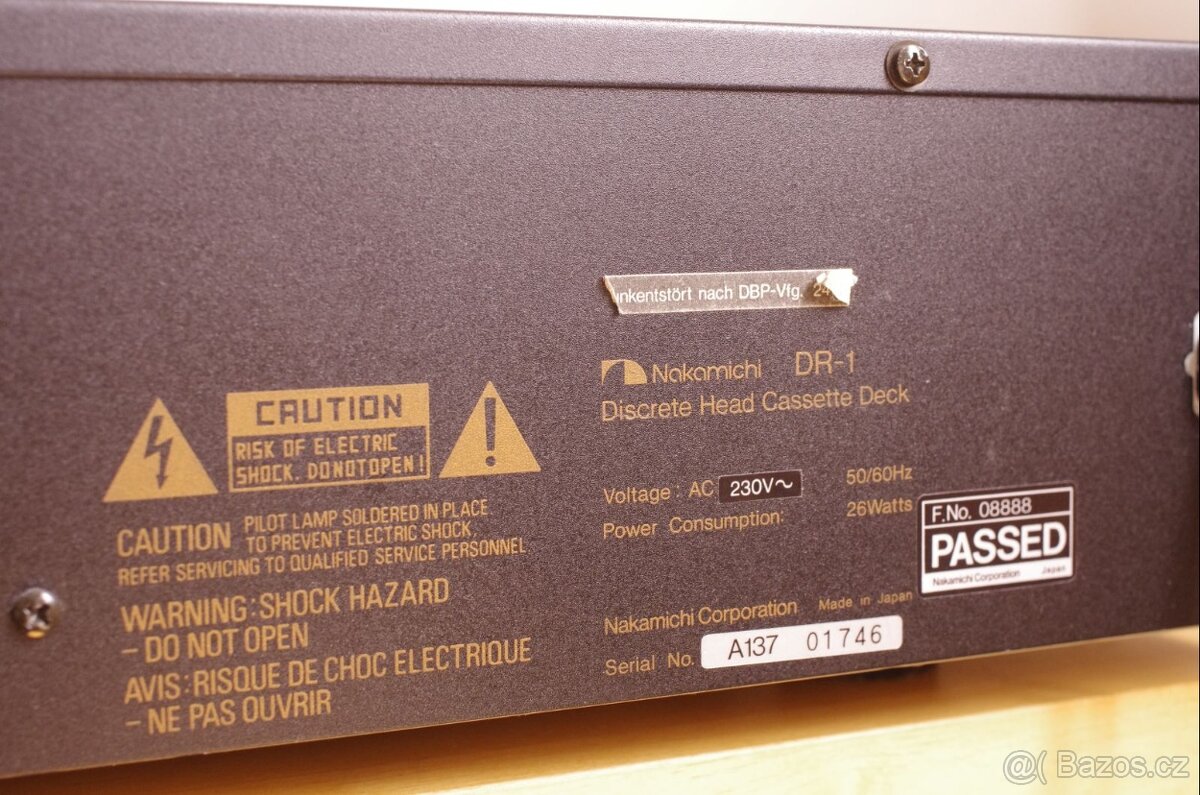 nkentstört nach DBP-Vfg.
Nakamichi DR-1
Discrete Head Cassette Deck
CAUTION
RISK OF ELECTRIC
SHOCK. DO NOT OPEN!
Voltage: AC 230V~ 50/60Hz
Power Consumption: 26Watts
F.No. 08888
PASSED
Nakamichi Corporation Japan
CAUTION PILOT LAMP SOLDERED IN PLACE
TO PREVENT ELECTRIC SHOCK.
REFER SERVICING TO QUALIFIED SERVICE PERSONNEL
WARNING: SHOCK HAZARD
- DO NOT OPEN
AVIS: RISQUE DE CHOC ELECTRIQUE
- NE PAS OUVRIR
Nakamichi Corporation Made in Japan
Serial No. A137 01746
@( Bazos.cz